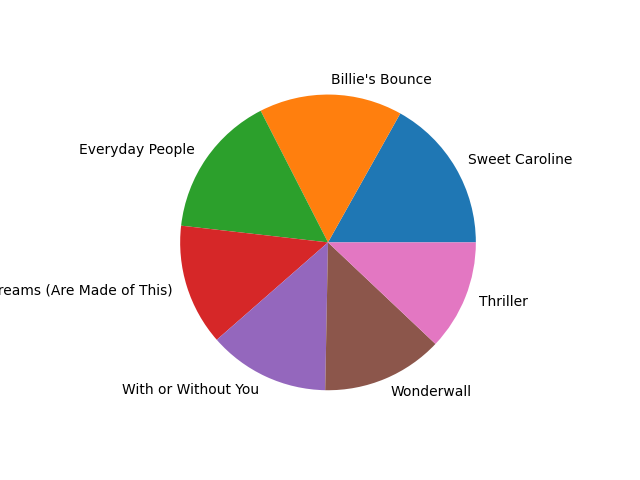 Billie's Bounce
Everyday People
Sweet Caroline
reams (Are Made of This)
Thriller
With or Without You
Wonderwall